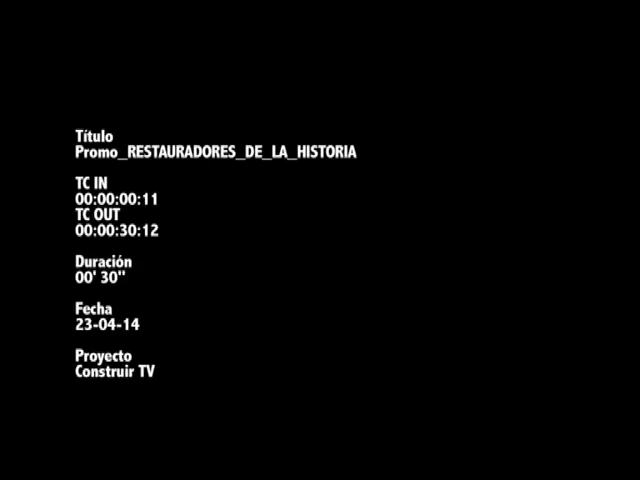 Título
Promo_RESTAURADORES_DE_LA_HISTORIA
TC IN
00:00:00:11
TC OUT
00:00:30:12
Duración
00' 30"
Fecha
23-04-14
Proyecto
Construir TV